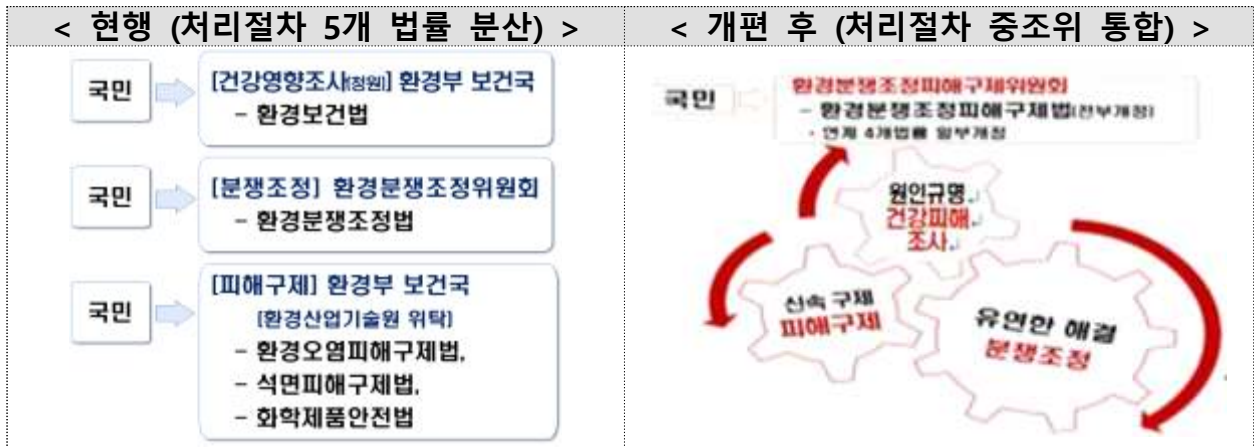 < 현행 (처리절차 5개 법률 분산) >
국민
[건강영향조사(청원)] 환경부 보건국
– 환경보건법
국민
[분쟁조정] 환경분쟁조정위원회
– 환경분쟁조정법
국민
[피해구제] 환경부 보건국
[환경산업기술원 위탁]
– 환경오염피해구제법,
– 석면피해구제법,
– 화학제품안전법
< 개편 후 (처리절차 중조위 통합) >
국민
환경분쟁조정피해구제위원회
– 환경분쟁조정피해구제법(전부개정)
· 연계 4개법률 일부개정
원인규명
건강피해
조사
신속 구제
피해구제
유연한 해결
분쟁조정